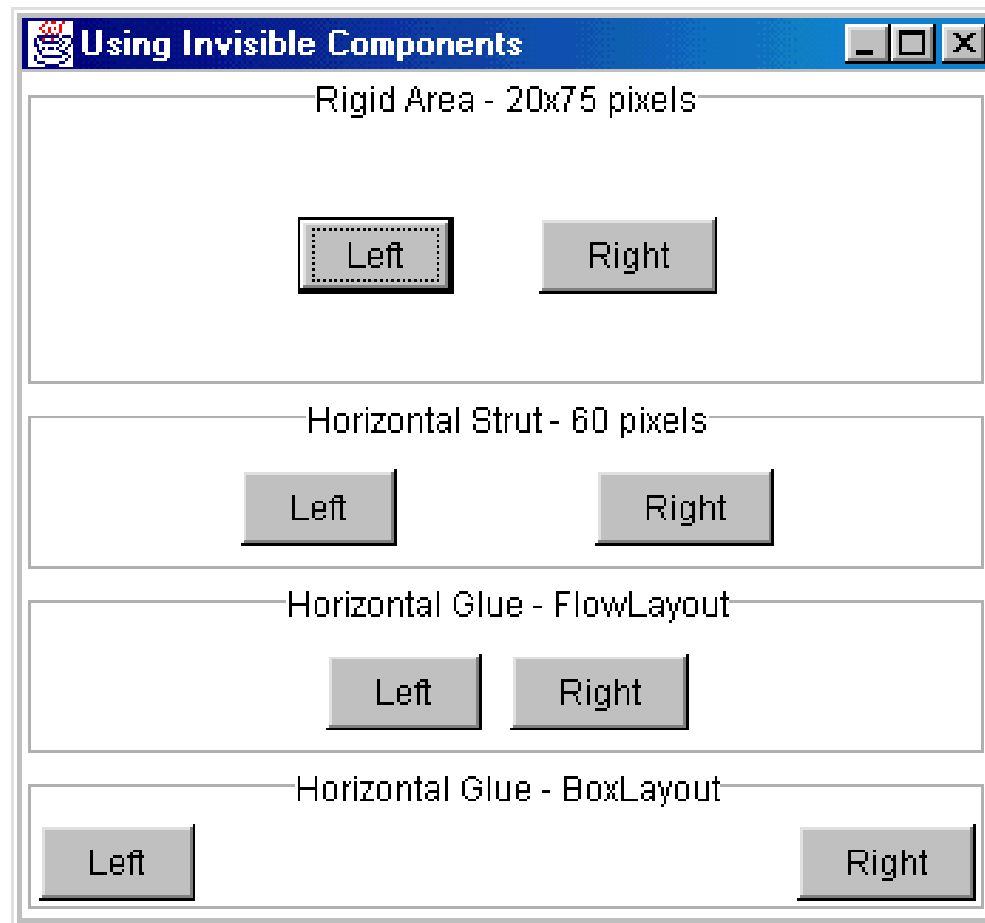 Using Invisible Components
Rigid Area - 20x75 pixels
Left Right
Horizontal Strut - 60 pixels
Left Right
Horizontal Glue - FlowLayout
Left Right
Horizontal Glue - BoxLayout
Left Right